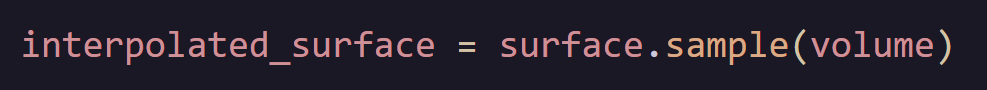 interpolated_surface = surface.sample(volume)